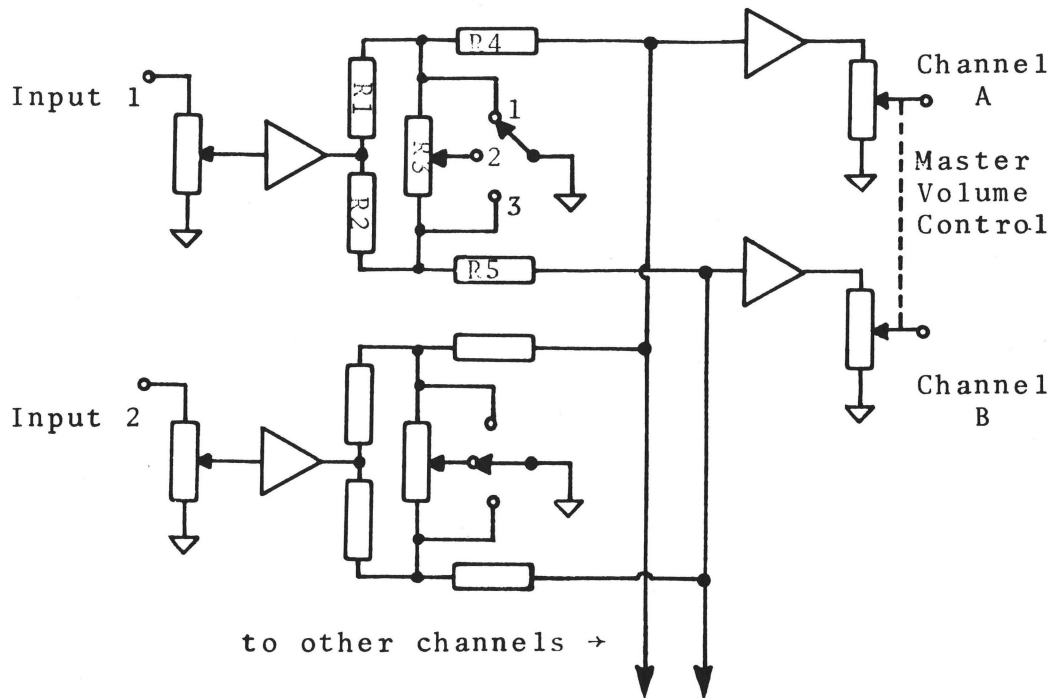 R4
Channel
A
Input 1
R1
1
R3
2
Master
Volume
Control
R2
3
R5
Input 2
Channel
B
to other channels →